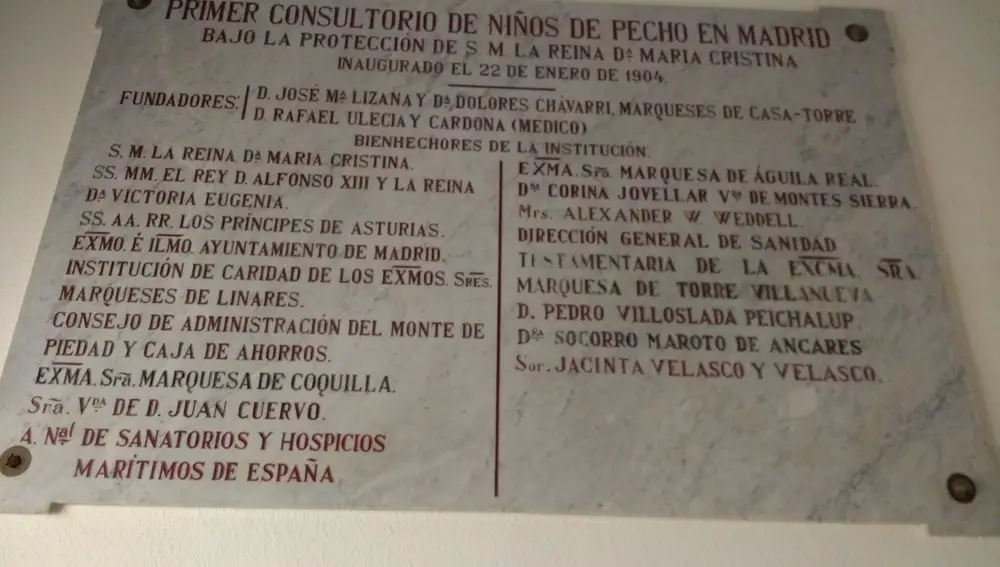 PRIMER CONSULTORIO DE NIÑOS DE PECHO EN MADRID
BAJO LA PROTECCIÓN DE S. M. LA REINA Dª MARIA CRISTINA
INAUGURADO EL 22 DE ENERO DE 1904.
FUNDADORES:
D. JOSÉ Mª LIZANA Y Dª DOLORES CHÁVARRI, MARQUESES DE CASA-TORRE
D. RAFAEL ULECIA Y CARDONA (MÉDICO)
BIENHECHORES DE LA INSTITUCIÓN.
S. M. LA REINA Dª MARIA CRISTINA.
SS. MM. EL REY D. ALFONSO XIII Y LA REINA
Dª VICTORIA EUGENIA.
SS. AA. RR. LOS PRÍNCIPES DE ASTURIAS.
EXMO. É ILMO. AYUNTAMIENTO DE MADRID.
INSTITUCIÓN DE CARIDAD DE LOS EXMOS. Sres.
MARQUESES DE LINARES.
CONSEJO DE ADMINISTRACIÓN DEL MONTE DE
PIEDAD Y CAJA DE AHORROS.
EXMA. Sra. MARQUESA DE COQUILLA.
Sra. Vda DE D. JUAN CUERVO.
A. Nal DE SANATORIOS Y HOSPICIOS
MARÍTIMOS DE ESPAÑA
EXMA. Sra. MARQUESA DE ÁGUILA REAL.
Dª CORINA JOVELLAR Vª DE MONTES SIERRA.
Mrs. ALEXANDER W WEDDELL.
DIRECCIÓN GENERAL DE SANIDAD
TESTAMENTARIA DE LA EXCMA. SRA.
MARQUESA DE TORRE VILLANUEVA
D. PEDRO VILLOSLADA PEICHALUP.
Dña SOCORRO MAROTO DE ANCARES
Sor. JACINTA VELASCO Y VELASCO.